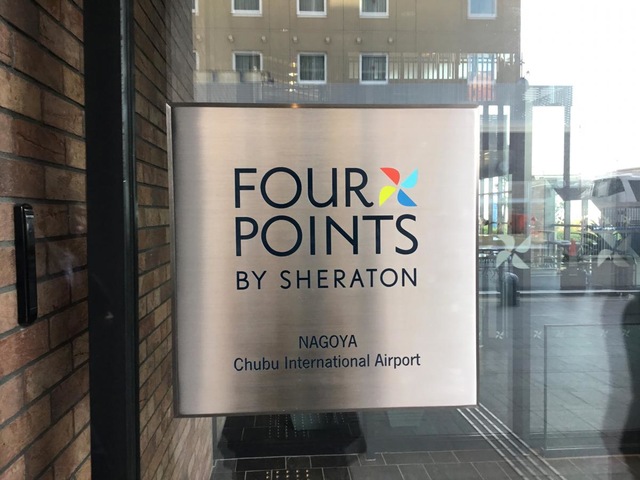 FOUR
POINTS
BY SHERATON
NAGOYA
Chubu International Airport